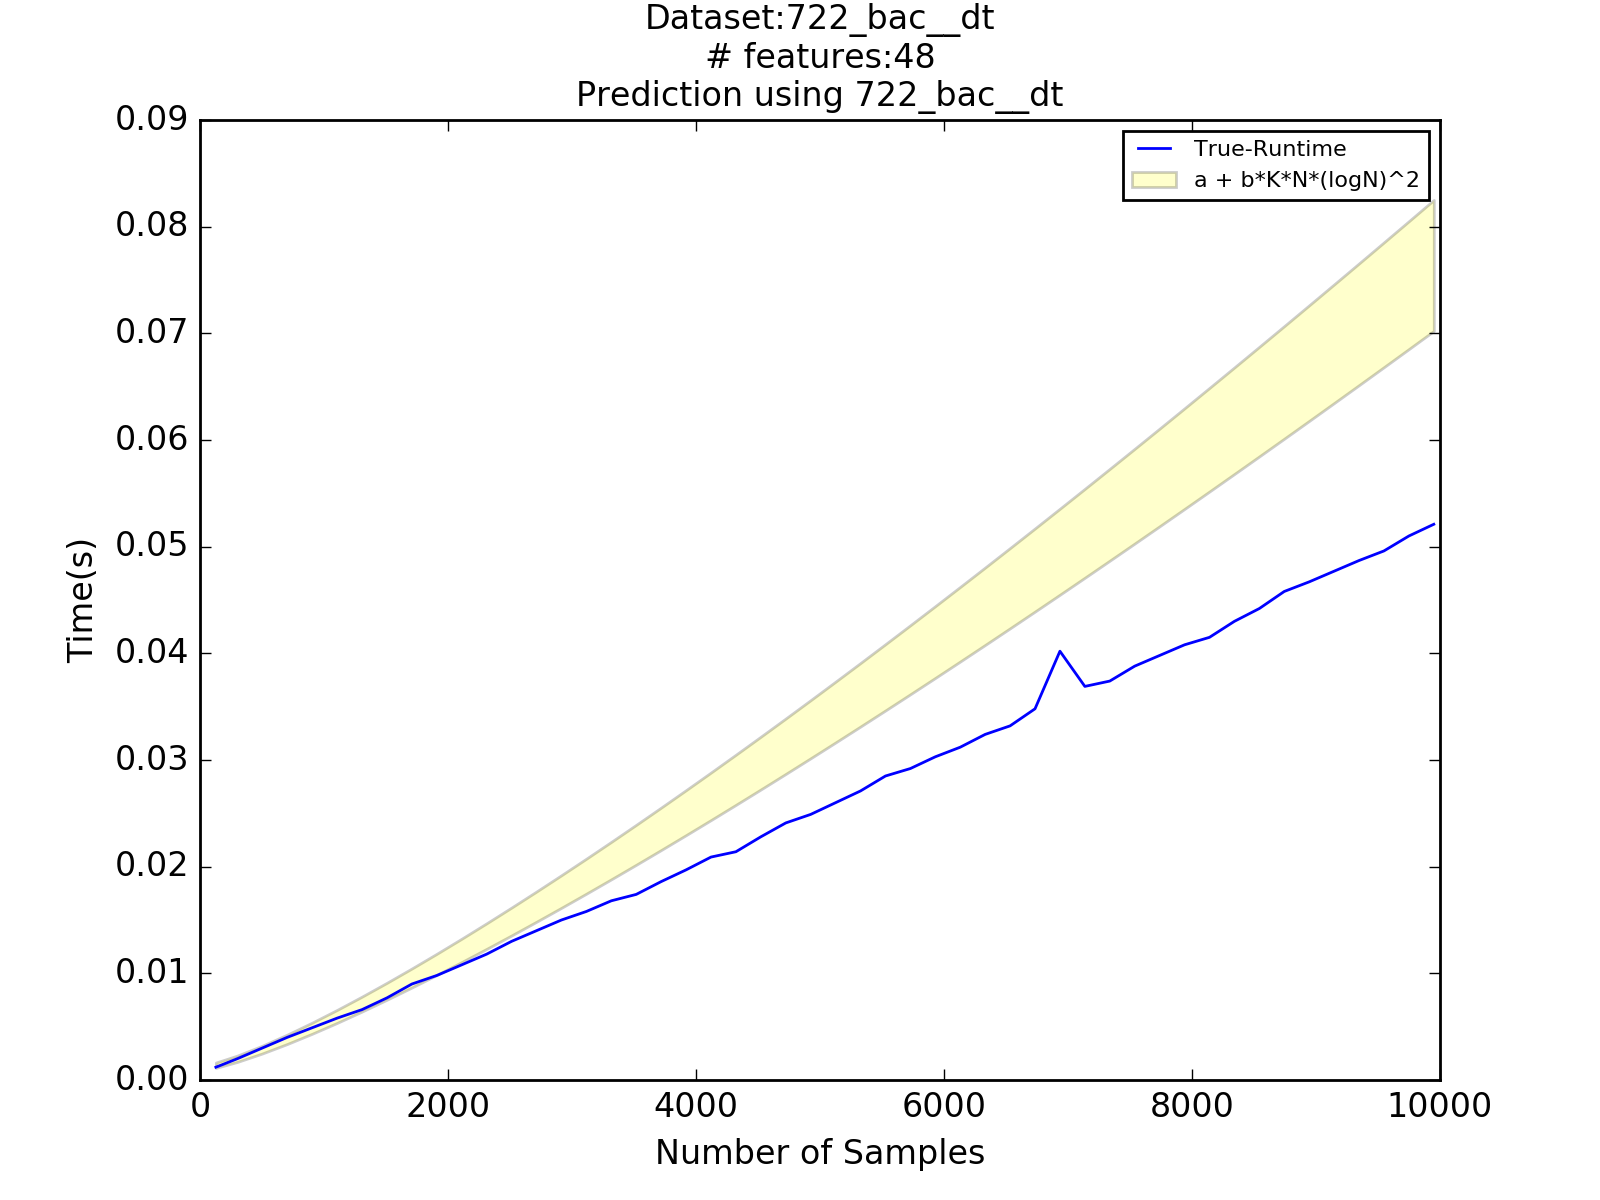 Dataset:722_bac__dt
# features:48
Prediction using 722_bac__dt
0.09
0.08
0.07
0.06
0.05
0.04
0.03
0.02
0.01
0.00
Time(s)
True-Runtime
a + b*K*N*(logN)^2
0 2000 4000 6000 8000 10000
Number of Samples